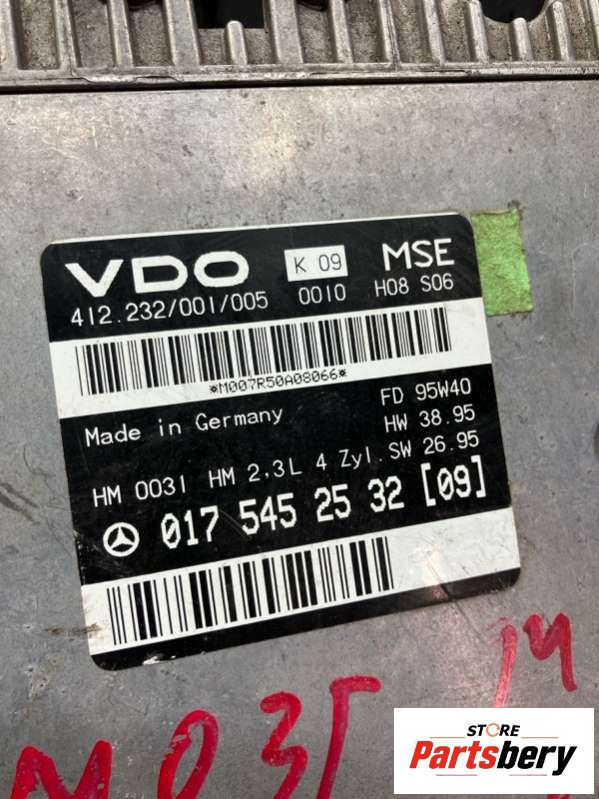 VDO K 09 MSE
412.232/001/005 0010 H08 S06
*M007R50A08066*
FD 95W40
Made in Germany HW 38.95
HM 0031 HM 2,3L 4 Zyl. SW 26.95
017 545 25 32 [09]
STORE
Partsbery